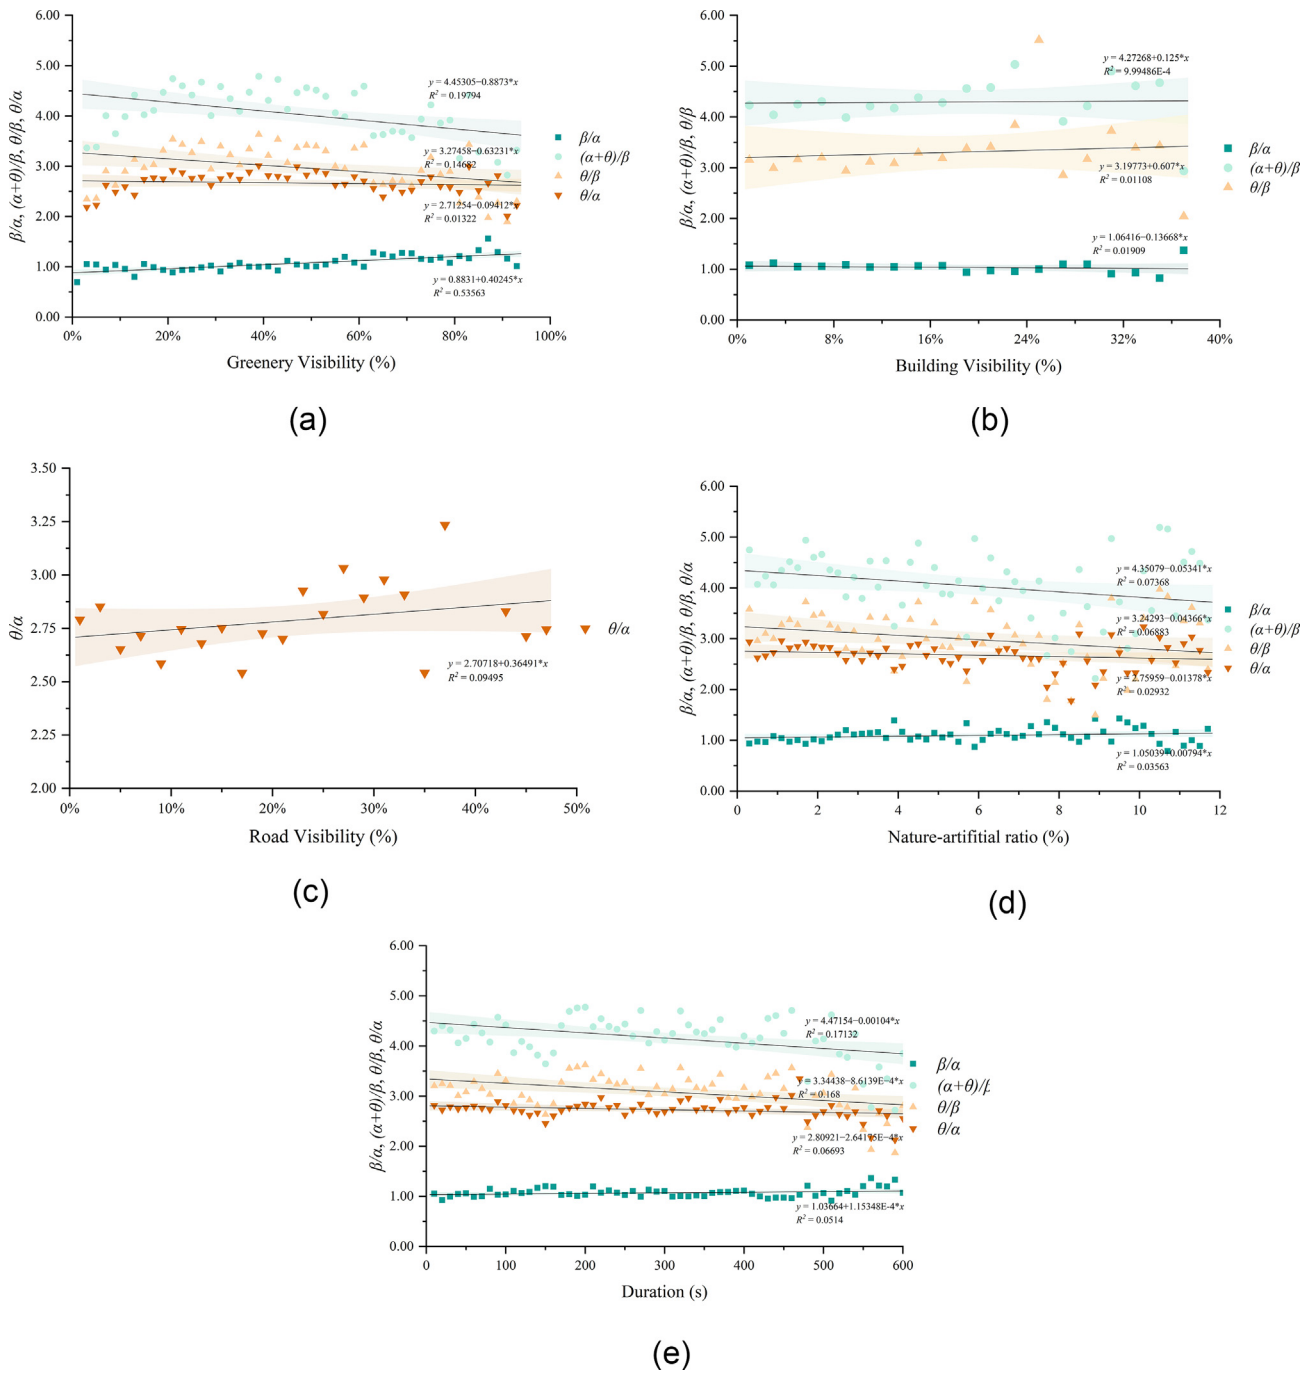 6.00
5.00
4.00
3.00
2.00
1.00
0.00
β/α, (α+θ)/β, θ/β, θ/α
y = 4.45305−0.8873*x
R² = 0.19794
y = 3.27458−0.63231*x
R² = 0.14682
y = 2.71254−0.09412*x
R² = 0.01322
y = 0.8831+0.40245*x
R² = 0.53563
β/α
(α+θ)/β
θ/β
θ/α
0% 20% 40% 60% 80% 100%
Greenery Visibility (%)
(a)
6.00
5.00
4.00
3.00
2.00
1.00
0.00
β/α, (α+θ)/β, θ/β
y = 4.27268+0.125*x
R² = 9.99486E-4
y = 3.19773+0.607*x
R² = 0.01108
y = 1.06416−0.13668*x
R² = 0.01909
β/α
(α+θ)/β
θ/β
0% 8% 16% 24% 32% 40%
Building Visibility (%)
(b)
3.50
3.25
3.00
2.75
2.50
2.25
2.00
θ/α
y = 2.70718+0.36491*x
R² = 0.09495
θ/α
0% 10% 20% 30% 40% 50%
Road Visibility (%)
(c)
6.00
5.00
4.00
3.00
2.00
1.00
0.00
β/α, (α+θ)/β, θ/β, θ/α
y = 4.35079−0.05341*x
R² = 0.07368
y = 3.24293−0.04366*x
R² = 0.06883
y = 2.75959−0.01378*x
R² = 0.02932
y = 1.05039+0.00794*x
R² = 0.03563
β/α
(α+θ)/β
θ/β
θ/α
0 2 4 6 8 10 12
Nature-artifitial ratio (%)
(d)
6.00
5.00
4.00
3.00
2.00
1.00
0.00
β/α, (α+θ)/β, θ/β, θ/α
y = 4.47154−0.00104*x
R² = 0.17132
y = 3.34438−8.6139E-4*x
R² = 0.168
y = 2.80921−2.64175E-4*x
R² = 0.06693
y = 1.03664+1.15348E-4*x
R² = 0.0514
β/α
(α+θ)/β
θ/β
θ/α
0 100 200 300 400 500 600
Duration (s)
(e)